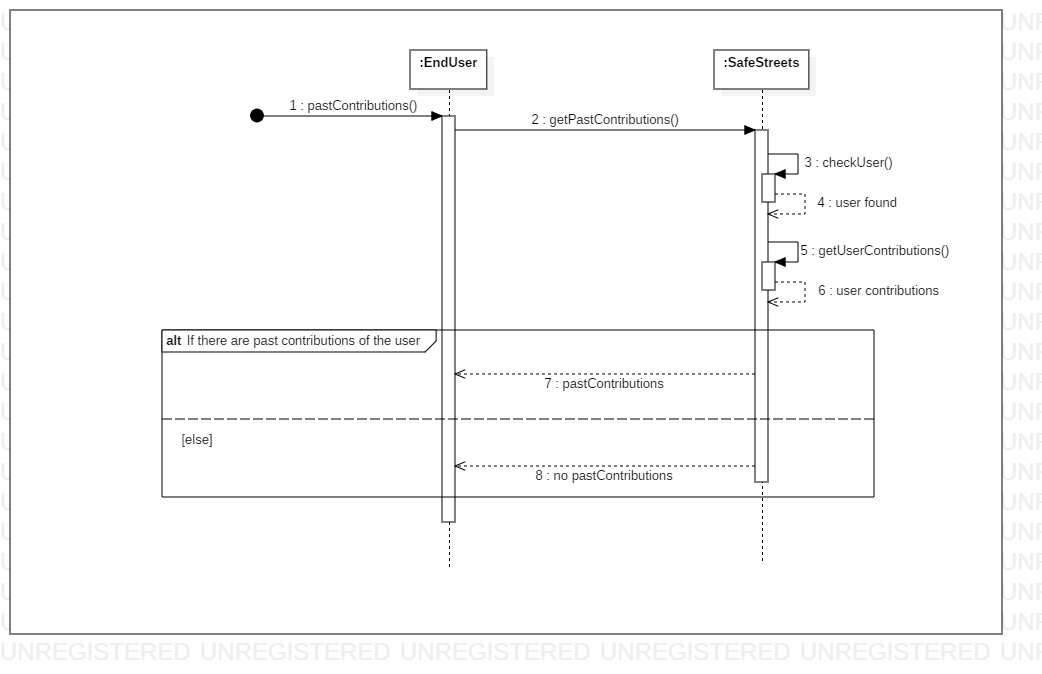 :EndUser
:SafeStreets
1 : pastContributions()
2 : getPastContributions()
3 : checkUser()
4 : user found
5 : getUserContributions()
6 : user contributions
alt If there are past contributions of the user
7 : pastContributions
[else]
8 : no pastContributions
UNREGISTERED UNREGISTERED UNREGISTERED UNREGISTERED UNREGISTERED